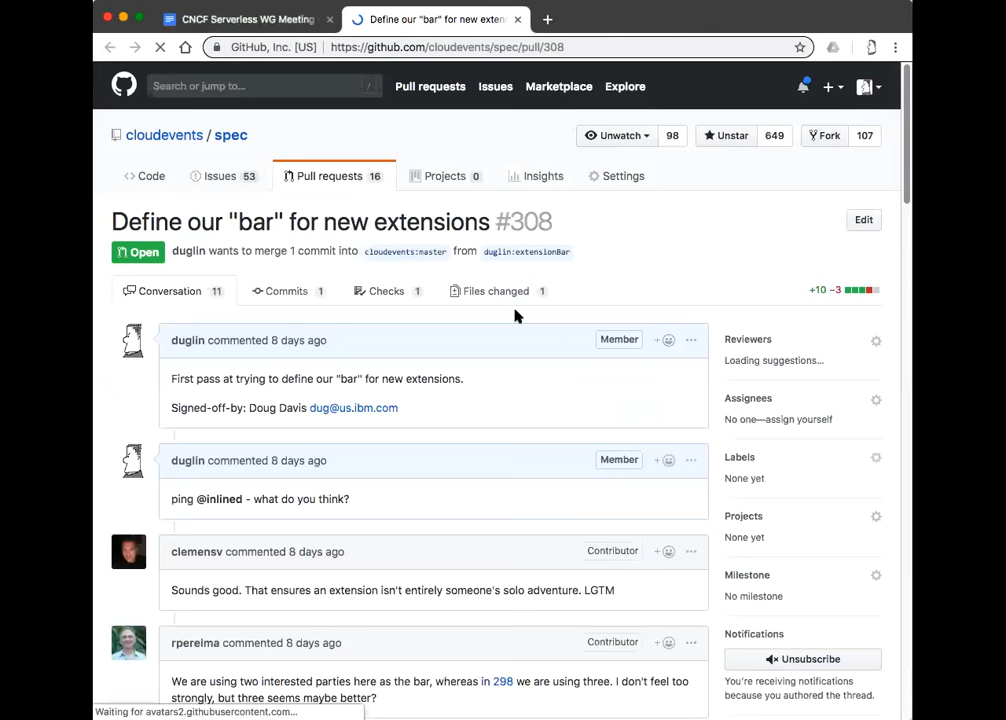 CNCF Serverless WG Meeting
Define our "bar" for new exten
GitHub, Inc. [US] https://github.com/cloudevents/spec/pull/308
Search or jump to... /
Pull requests Issues Marketplace Explore
cloudevents / spec
Unwatch 98 Unstar 649 Fork 107
Code Issues 53 Pull requests 16 Projects 0 Insights Settings
Define our "bar" for new extensions #308
Edit
Open duglin wants to merge 1 commit into cloudevents:master from duglin:extensionBar
Conversation 11 Commits 1 Checks 1 Files changed 1 +10 −3
duglin commented 8 days ago Member
First pass at trying to define our "bar" for new extensions.
Signed-off-by: Doug Davis dug@us.ibm.com
duglin commented 8 days ago Member
ping @inlined - what do you think?
clemensv commented 8 days ago Contributor
Sounds good. That ensures an extension isn't entirely someone's solo adventure. LGTM
rperelma commented 8 days ago Contributor
We are using two interested parties here as the bar, whereas in 298 we are using three. I don't feel too
strongly, but three seems maybe better?
Reviewers
Loading suggestions...
Assignees
No one—assign yourself
Labels
None yet
Projects
None yet
Milestone
No milestone
Notifications
Unsubscribe
You're receiving notifications
because you authored the thread.
Waiting for avatars2.githubusercontent.com...